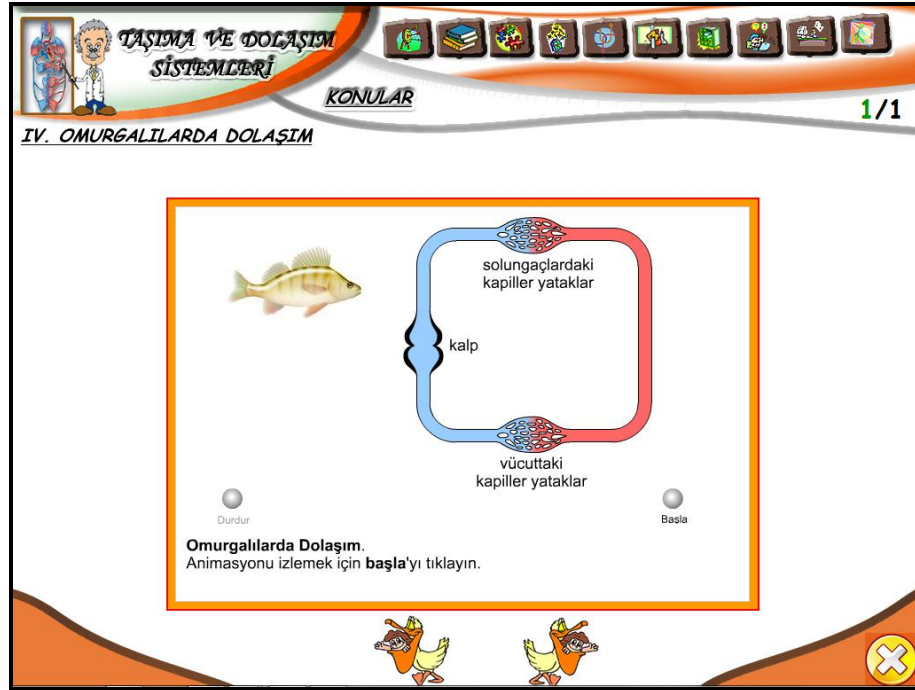 TAŞIMA VE DOLAŞIM
SİSTEMLERİ
KONULAR
1/1
IV. OMURGALILARDA DOLAŞIM
solungaçlardaki
kapiller yataklar
kalp
vücuttaki
kapiller yataklar
Durdur
Başla
Omurgalılarda Dolaşım.
Animasyonu izlemek için başla'yı tıklayın.